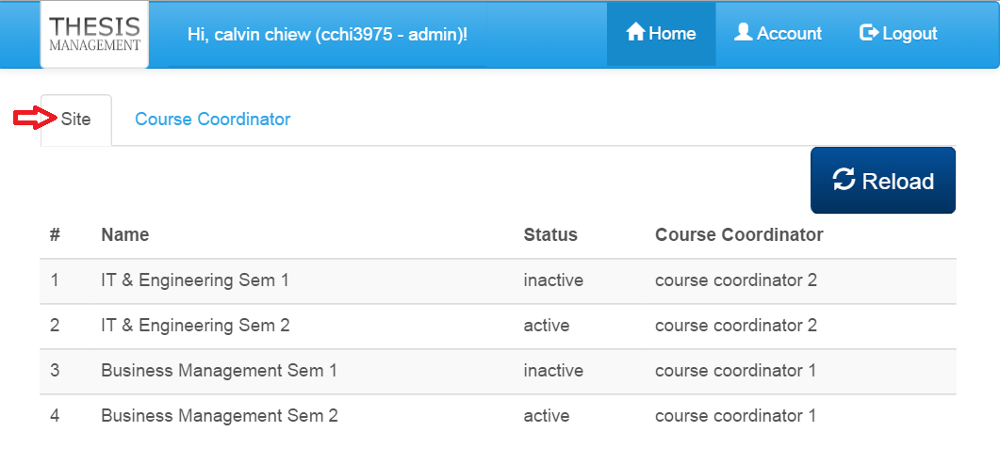 THESIS
MANAGEMENT
Hi, calvin chiew (cchi3975 - admin)!
Home
Account
Logout
Site
Course Coordinator
Reload
# Name Status Course Coordinator
1 IT & Engineering Sem 1 inactive course coordinator 2
2 IT & Engineering Sem 2 active course coordinator 2
3 Business Management Sem 1 inactive course coordinator 1
4 Business Management Sem 2 active course coordinator 1